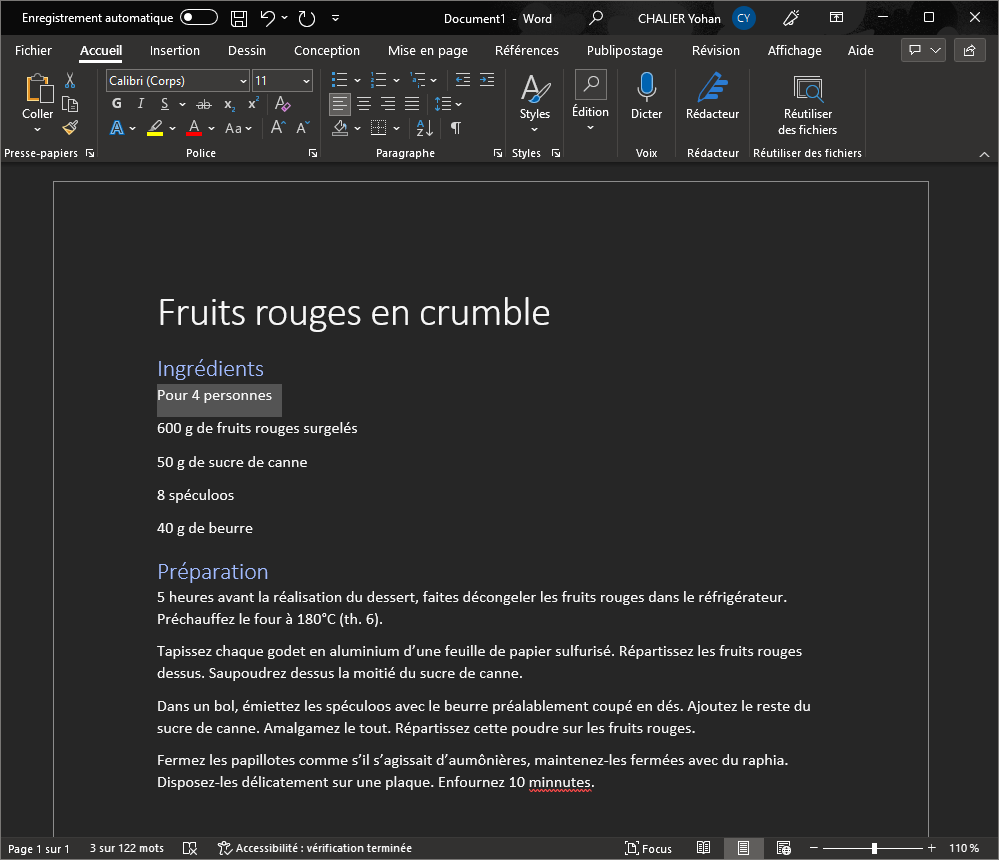 Enregistrement automatique
Document1 - Word
CHALIER Yohan CY
Fichier Accueil Insertion Dessin Conception Mise en page Références Publipostage Révision Affichage Aide
Coller
Calibri (Corps) 11
G I S ab x₂ x² A
A A Aa A A
Styles
Édition
Dicter
Rédacteur
Réutiliser
des fichiers
Presse-papiers Police Paragraphe Styles Voix Rédacteur Réutiliser des fichiers
Fruits rouges en crumble
Ingrédients
Pour 4 personnes
600 g de fruits rouges surgelés
50 g de sucre de canne
8 spéculoos
40 g de beurre
Préparation
5 heures avant la réalisation du dessert, faites décongeler les fruits rouges dans le réfrigérateur.
Préchauffez le four à 180°C (th. 6).
Tapissez chaque godet en aluminium d’une feuille de papier sulfurisé. Répartissez les fruits rouges
dessus. Saupoudrez dessus la moitié du sucre de canne.
Dans un bol, émiettez les spéculoos avec le beurre préalablement coupé en dés. Ajoutez le reste du
sucre de canne. Amalgamez le tout. Répartissez cette poudre sur les fruits rouges.
Fermez les papillotes comme s’il s’agissait d’aumônières, maintenez-les fermées avec du raphia.
Disposez-les délicatement sur une plaque. Enfournez 10 minnutes.
Page 1 sur 1 3 sur 122 mots Accessibilité : vérification terminée Focus 110 %